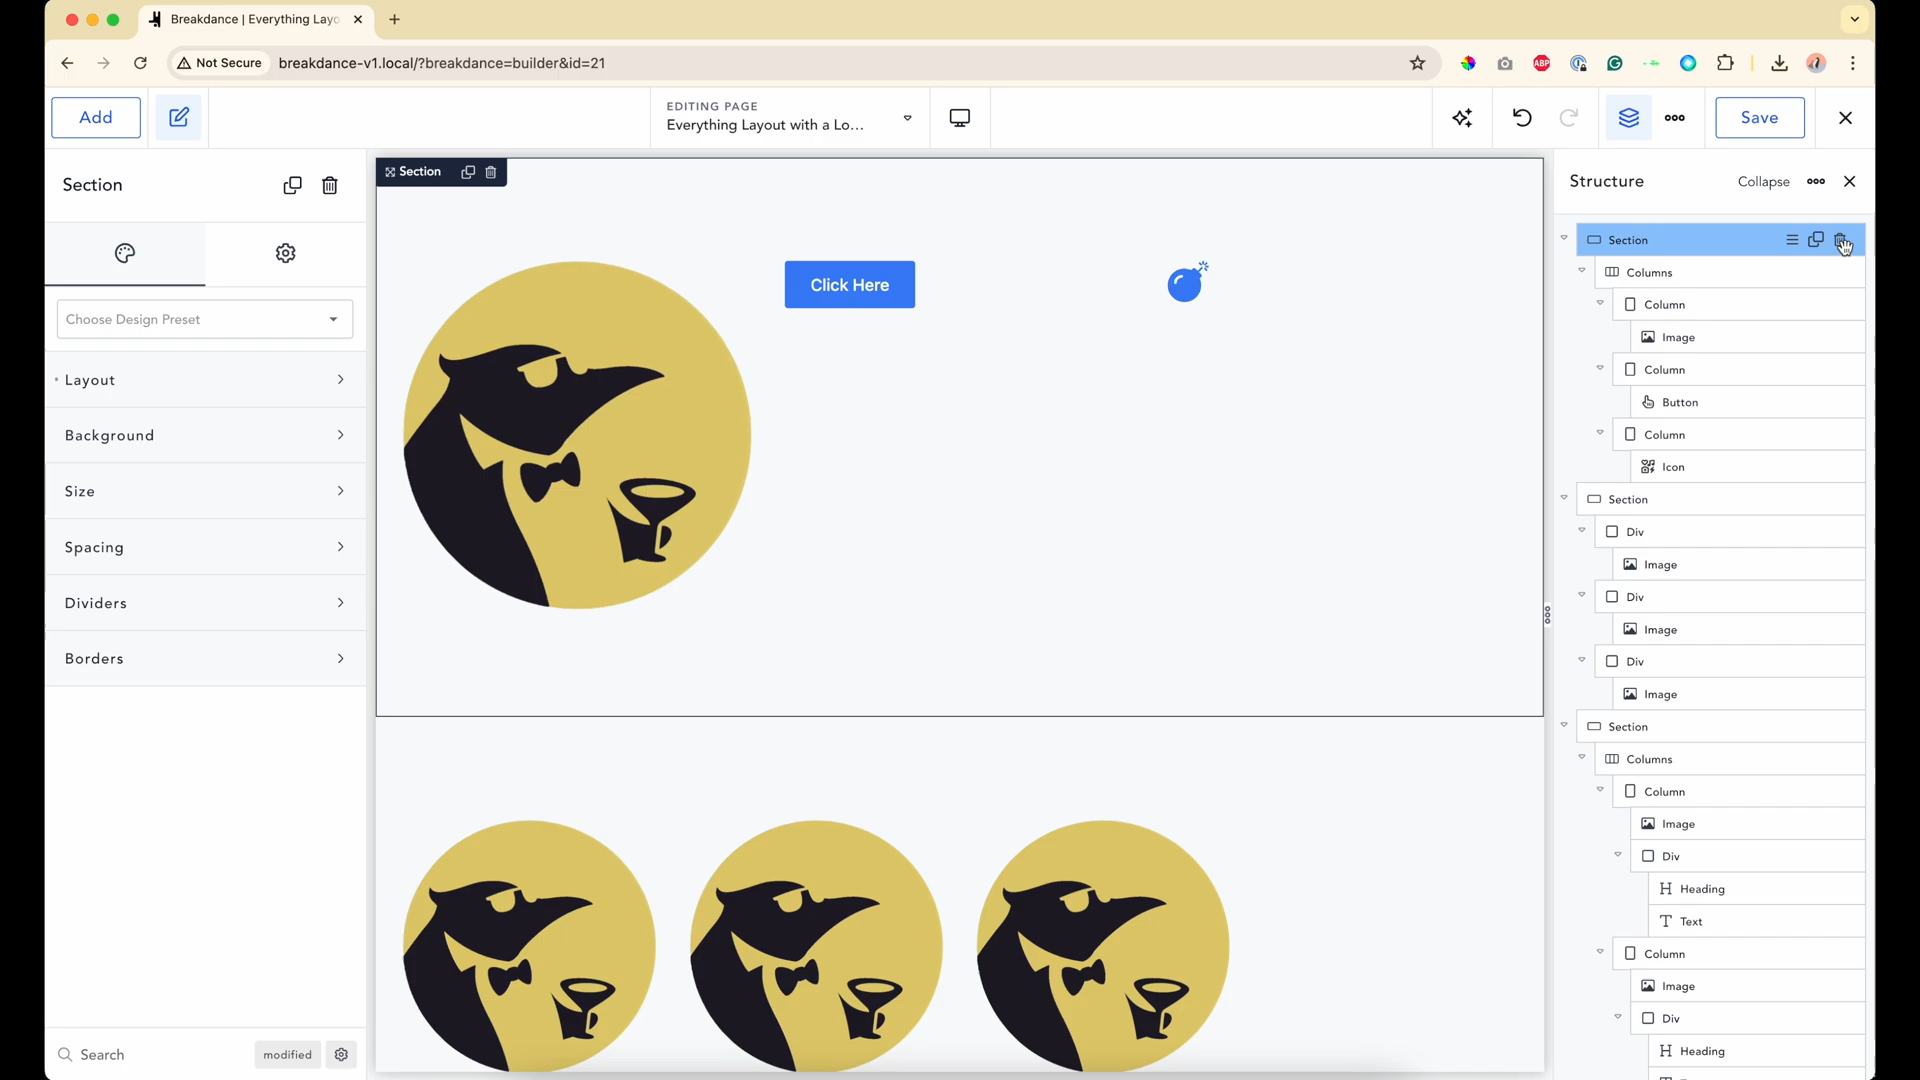 Breakdance | Everything Layo
Not Secure
breakdance-v1.local/?breakdance=builder&id=21
ABP
Add
EDITING PAGE
Everything Layout with a Lo...
Save
Section
Choose Design Preset
Layout
Background
Size
Spacing
Dividers
Borders
Search
modified
Section
Click Here
Structure
Collapse
Section
Columns
Column
Image
Column
Button
Column
Icon
Section
Div
Image
Div
Image
Div
Image
Section
Columns
Column
Image
Div
Heading
Text
Column
Image
Div
Heading